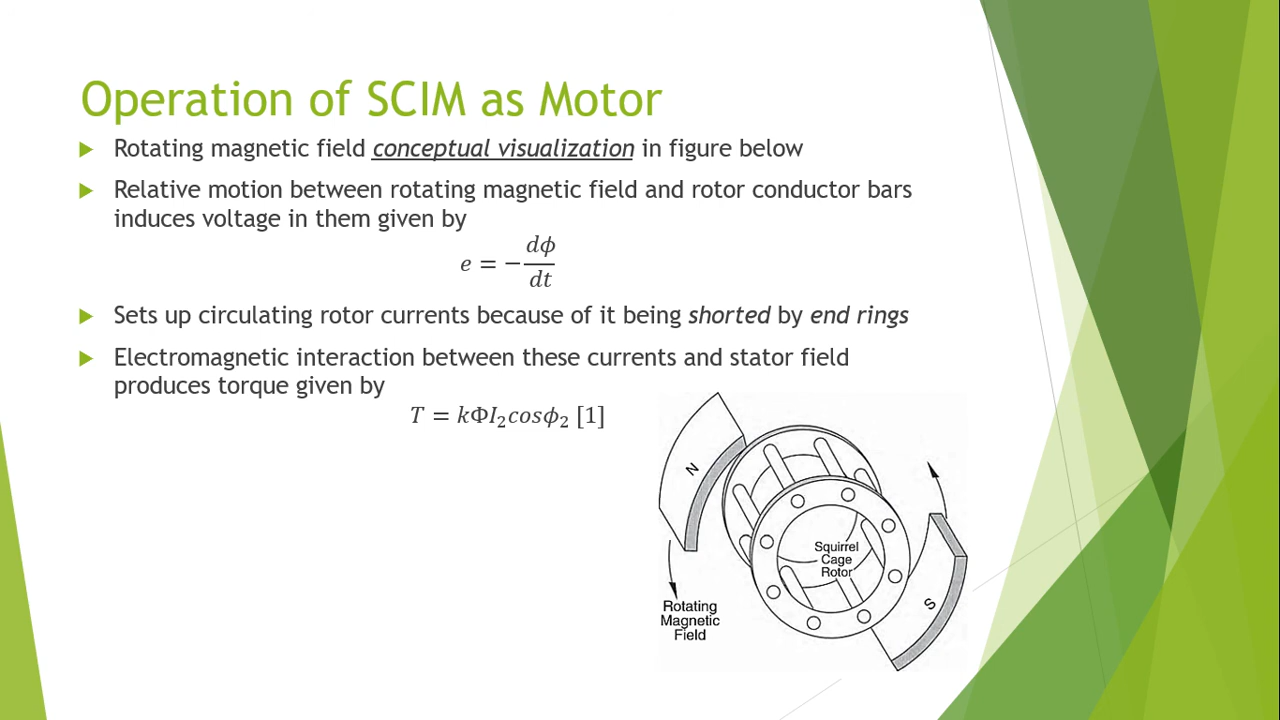 Operation of SCIM as Motor
Rotating magnetic field conceptual visualization in figure below
Relative motion between rotating magnetic field and rotor conductor bars
induces voltage in them given by
e = −dϕ/dt
Sets up circulating rotor currents because of it being shorted by end rings
Electromagnetic interaction between these currents and stator field
produces torque given by
T = kΦI₂cosϕ₂ [1]
N
Squirrel
Cage
Rotor
S
Rotating
Magnetic
Field